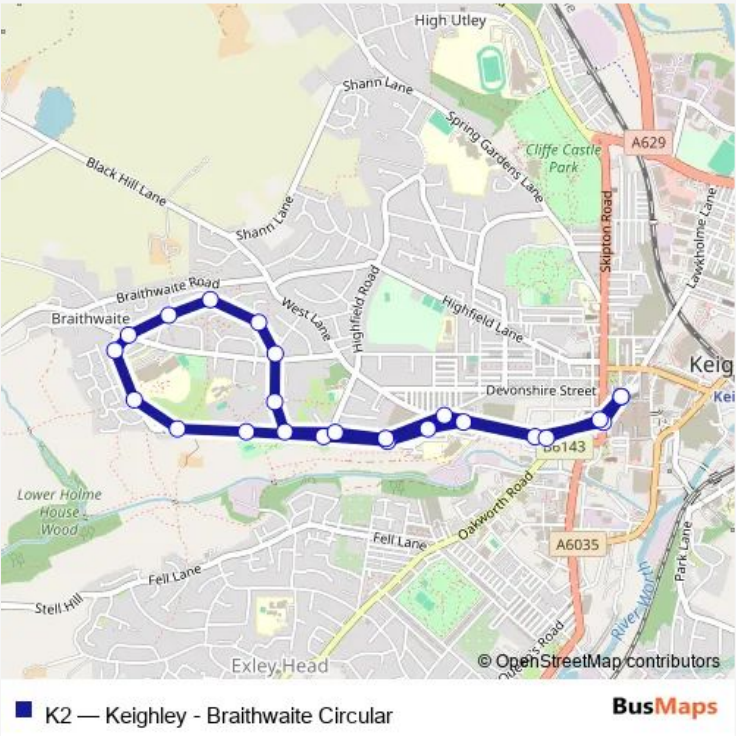 High Utley
Shann Lane
Spring Gardens Lane
Cliffe Castle
Park
A629
Black Hill Lane
Skipton Road
Lawkholme Lane
Shann Lane
Braithwaite Road
Highfield Road
West Lane
Highfield Lane
Braithwaite
Keig
Devonshire Street
Kei
B6143
Lower Holme
House
Wood
Oakworth Road
Fell Lane
A6035
Fell Lane
Park Lane
Stell Hill
River Worth
Exley Head
© OpenStreetMap contributors
K2 — Keighley - Braithwaite Circular
BusMaps